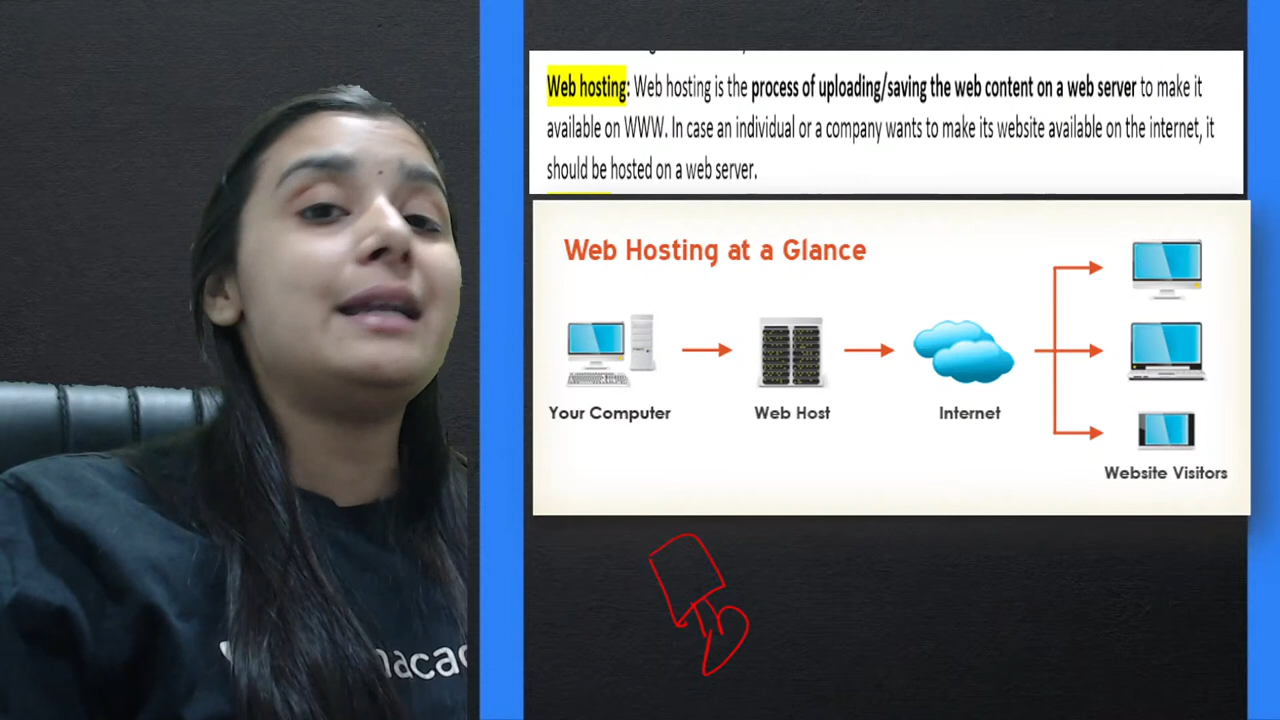 Web hosting: Web hosting is the process of uploading/saving the web content on a web server to make it
available on WWW. In case an individual or a company wants to make its website available on the internet, it
should be hosted on a web server.
Web Hosting at a Glance
Your Computer
Web Host
Internet
Website Visitors